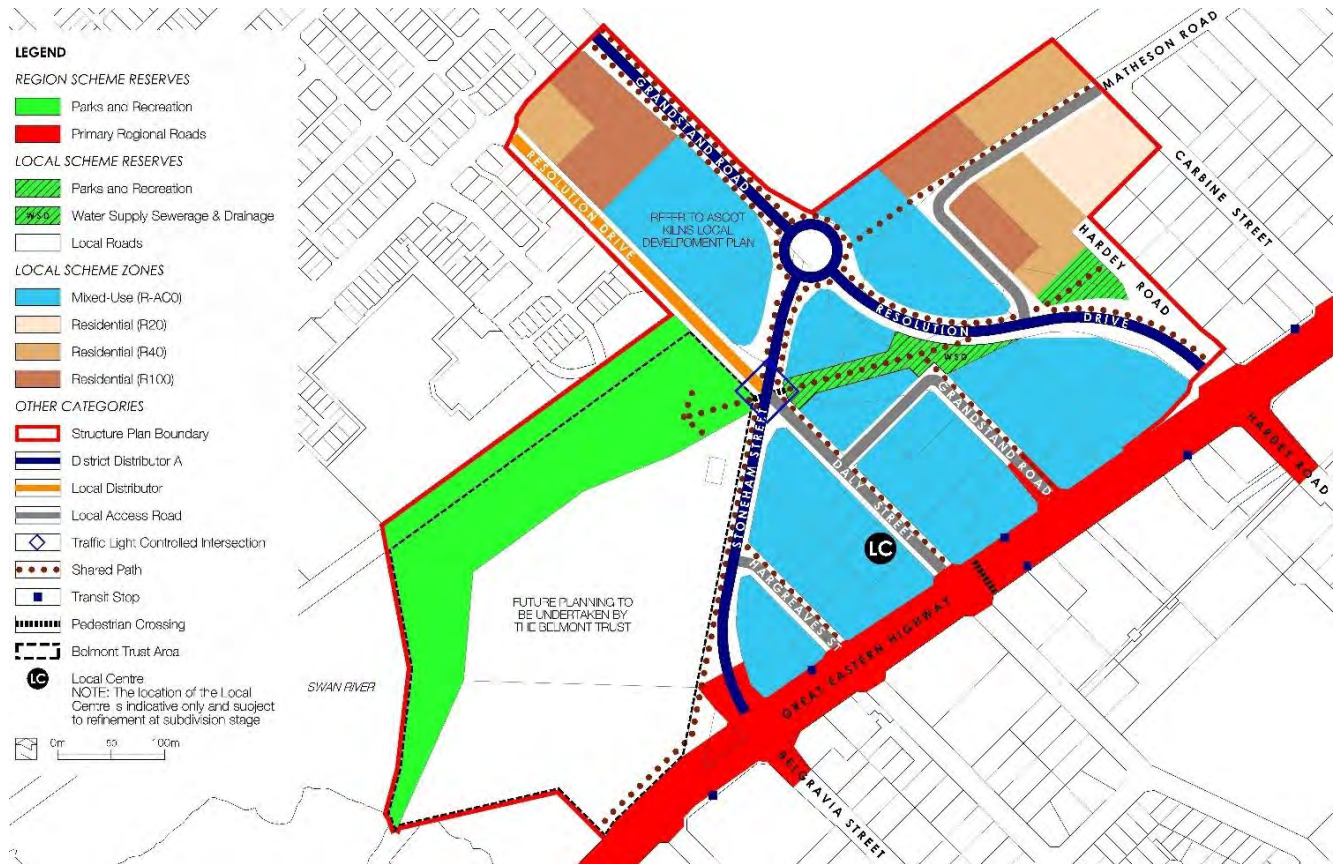 LEGEND
REGION SCHEME RESERVES
Parks and Recreation
Primary Regional Roads
LOCAL SCHEME RESERVES
Parks and Recreation
WSD
Water Supply Sewerage & Drainage
Local Roads
LOCAL SCHEME ZONES
Mixed-Use (R-AC0)
Residential (R20)
Residential (R40)
Residential (R100)
OTHER CATEGORIES
Structure Plan Boundary
District Distributor A
Local Distributor
Local Access Road
Traffic Light Controlled Intersection
Shared Path
Transit Stop
Pedestrian Crossing
Belmont Trust Area
LC
Local Centre
NOTE: The location of the Local
Centre is indicative only and subject
to refinement at subdivision stage
0m 50 100m
GRANDSTAND ROAD
MATHESON ROAD
CARBINE STREET
RESOLUTION DRIVE
REFER TO ASCOT
KILNS LOCAL
DEVELPOMENT PLAN
HARDEY ROAD
RESOLUTION DRIVE
WSD
GRANDSTAND ROAD
HARDEY ROAD
STONEHAM STREET
DALY STREET
LC
HARGREAVES ST
FUTURE PLANNING TO
BE UNDERTAKEN BY
THE BELMONT TRUST
GREAT EASTERN HIGHWAY
SWAN RIVER
BELGRAVIA STREET